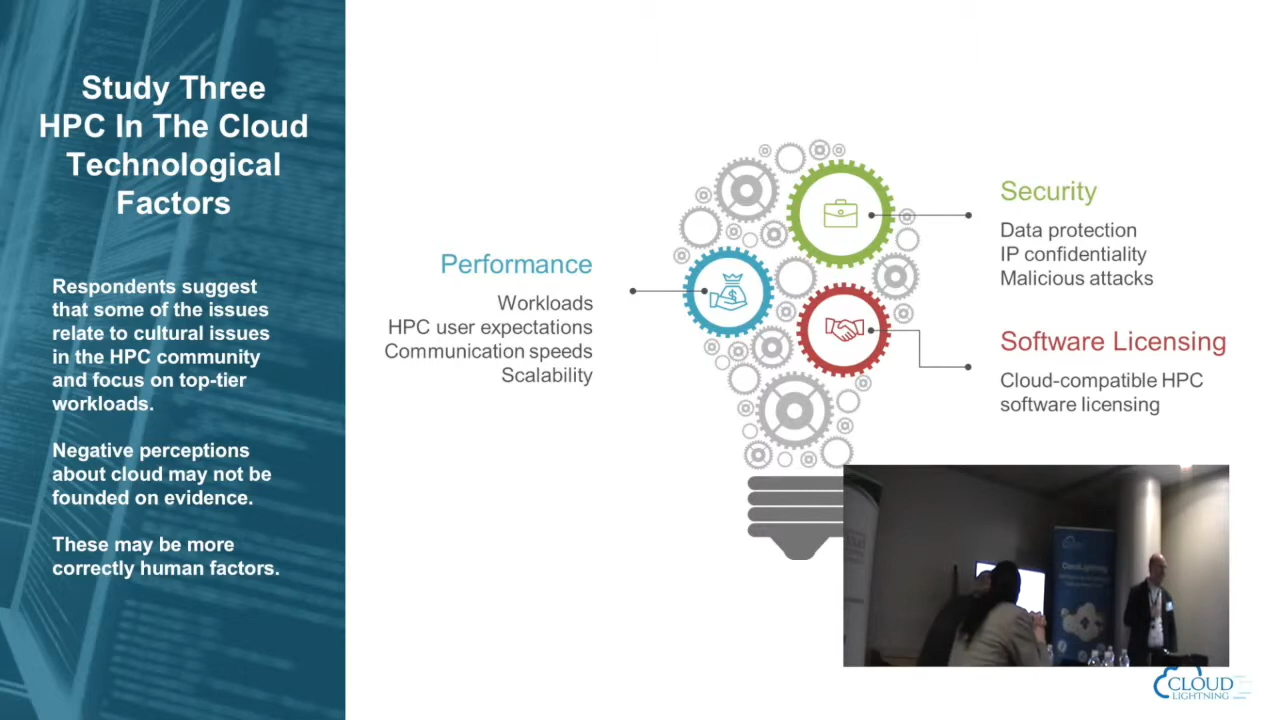 Study Three
HPC In The Cloud
Technological
Factors
Respondents suggest
that some of the issues
relate to cultural issues
in the HPC community
and focus on top-tier
workloads.
Negative perceptions
about cloud may not be
founded on evidence.
These may be more
correctly human factors.
Performance
Workloads
HPC user expectations
Communication speeds
Scalability
Security
Data protection
IP confidentiality
Malicious attacks
Software Licensing
Cloud-compatible HPC
software licensing
$
CloudLightning
CLOUD
LIGHTNING